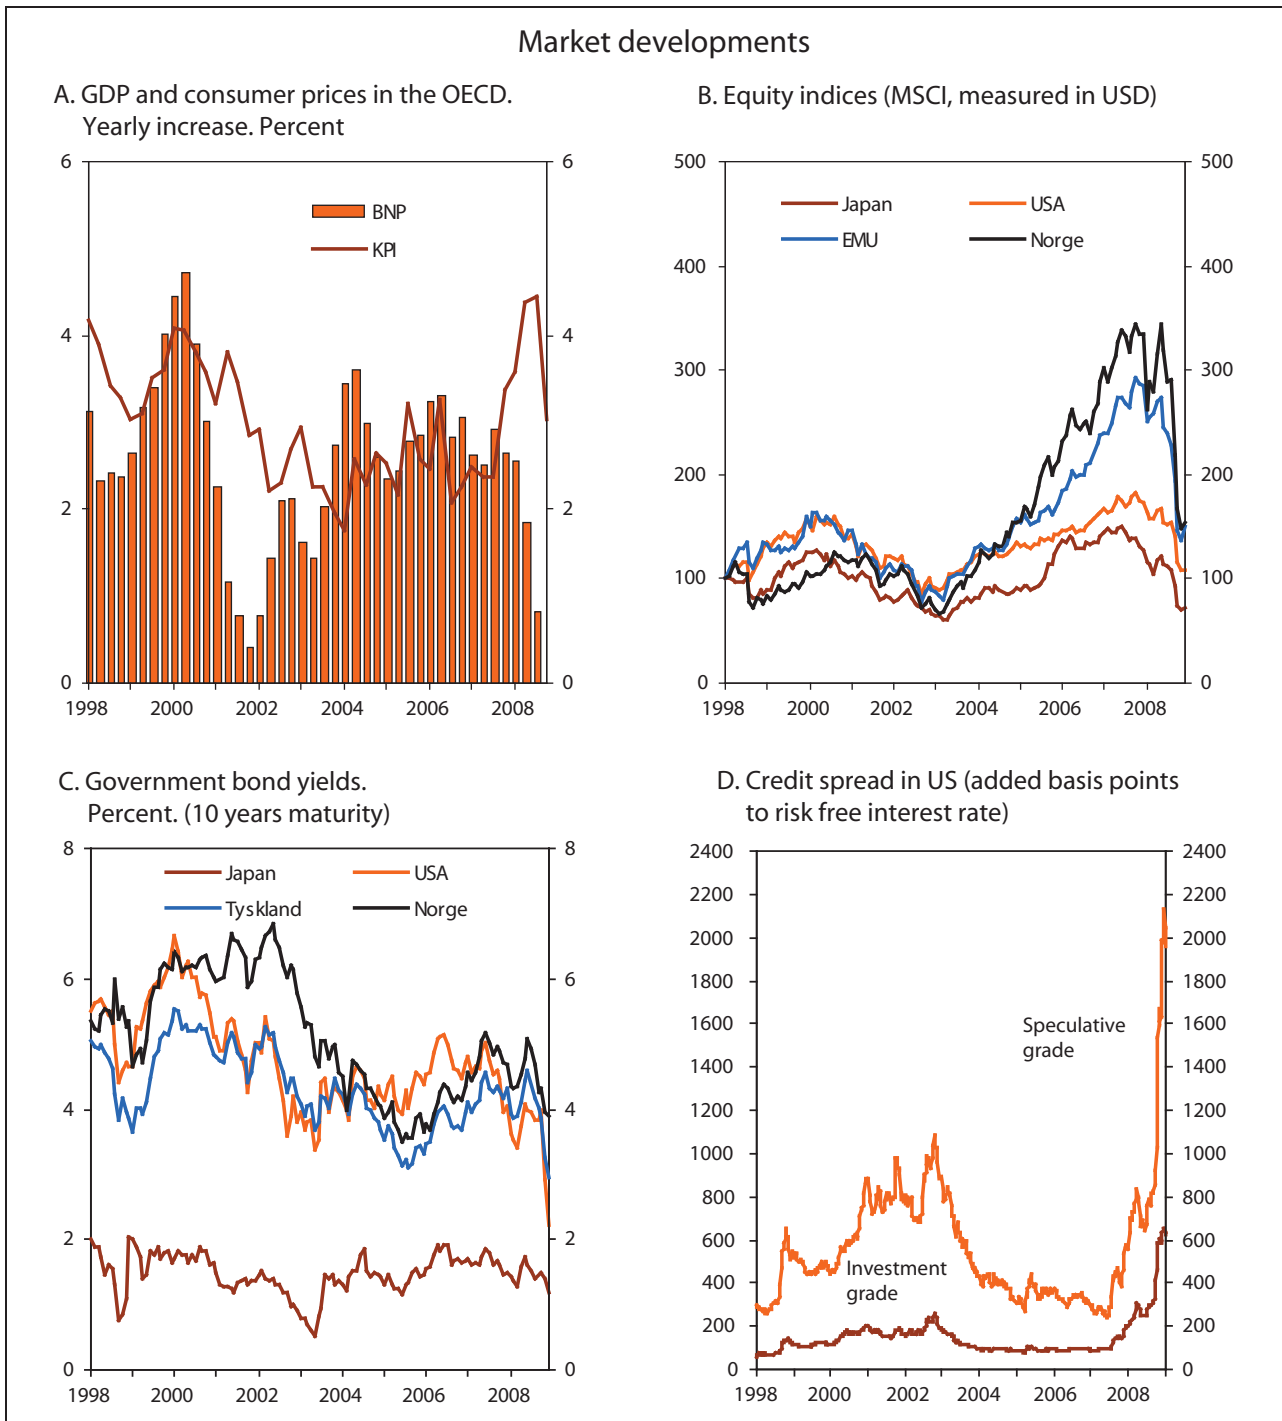 Market developments
A. GDP and consumer prices in the OECD.
Yearly increase. Percent
6 6
BNP
KPI
4 4
2 2
0 0
1998 2000 2002 2004 2006 2008
B. Equity indices (MSCI, measured in USD)
500 500
Japan USA
EMU Norge
400 400
300 300
200 200
100 100
0 0
1998 2000 2002 2004 2006 2008
C. Government bond yields.
Percent. (10 years maturity)
8 8
Japan USA
Tyskland Norge
6 6
4 4
2 2
0 0
1998 2000 2002 2004 2006 2008
D. Credit spread in US (added basis points
to risk free interest rate)
2400 2400
2200 2200
2000 2000
1800 1800
1600 1600
Speculative
grade
1400 1400
1200 1200
1000 1000
800 800
600 600
Investment
grade
400 400
200 200
0 0
1998 2000 2002 2004 2006 2008